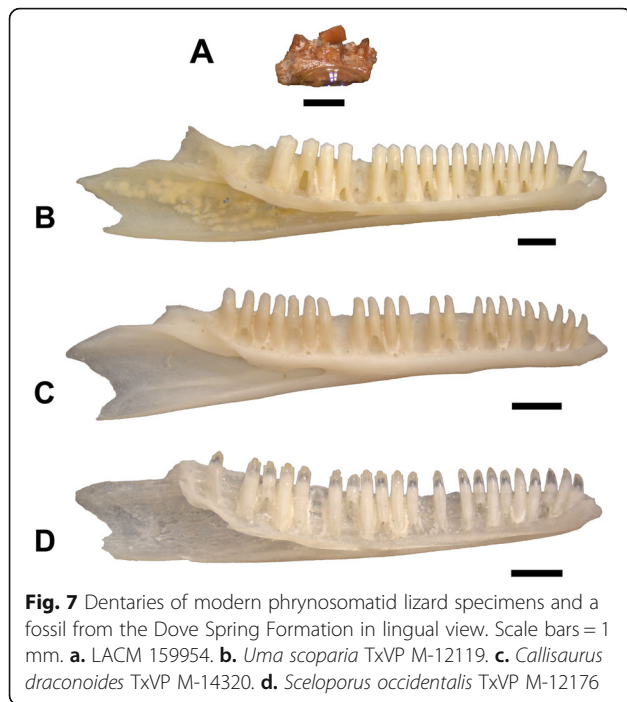 A
B
C
D
Fig. 7 Dentaries of modern phrynosomatid lizard specimens and a
fossil from the Dove Spring Formation in lingual view. Scale bars = 1
mm. a. LACM 159954. b. Uma scoparia TxVP M-12119. c. Callisaurus
draconoides TxVP M-14320. d. Sceloporus occidentalis TxVP M-12176